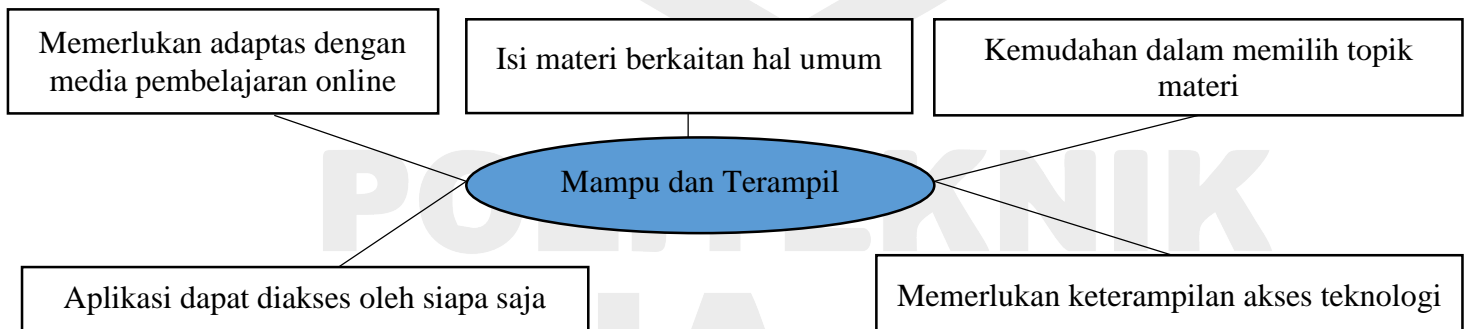 Memerlukan adaptas dengan
media pembelajaran online
Isi materi berkaitan hal umum
Kemudahan dalam memilih topik
materi
Mampu dan Terampil
POLITEKNIK
Aplikasi dapat diakses oleh siapa saja
Memerlukan keterampilan akses teknologi